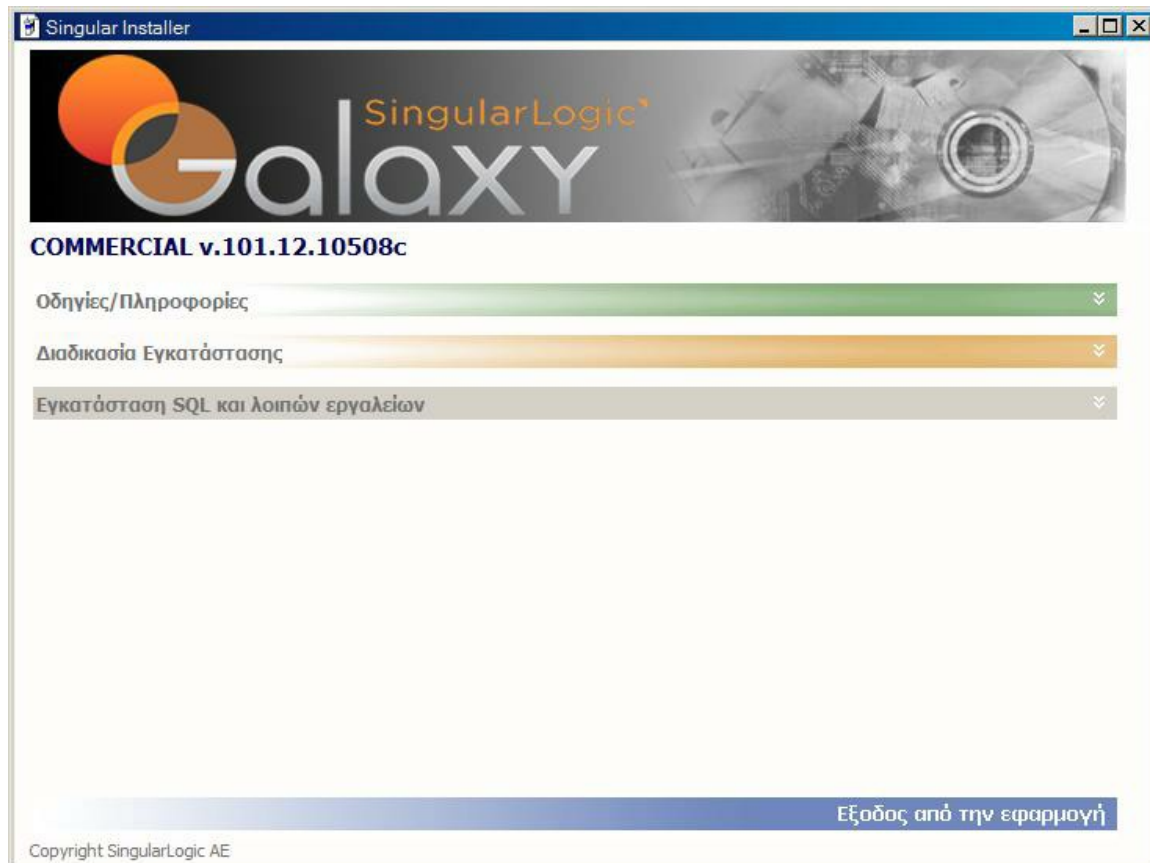 Singular Installer
SingularLogic
Galaxy
COMMERCIAL v.101.12.10508c
Οδηγίες/Πληροφορίες
Διαδικασία Εγκατάστασης
Εγκατάσταση SQL και λοιπών εργαλείων
Εξοδος από την εφαρμογή
Copyright SingularLogic AE